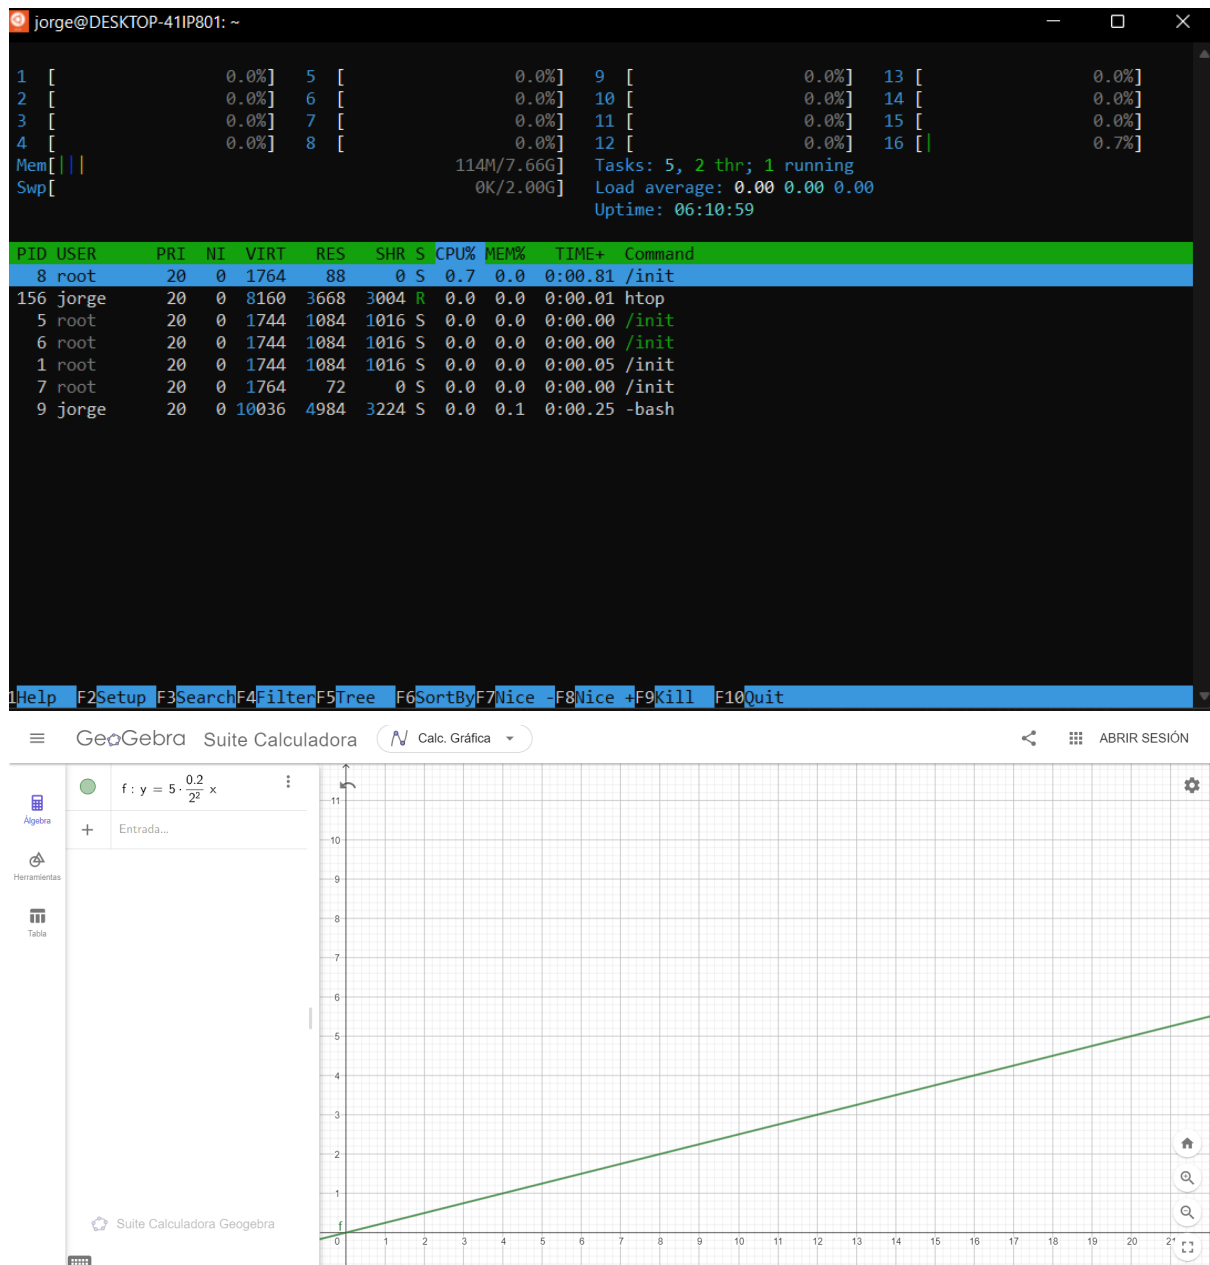 jorge@DESKTOP-41IP801: ~
1 [ 0.0%] 5 [ 0.0%] 9 [ 0.0%] 13 [ 0.0%]
2 [ 0.0%] 6 [ 0.0%] 10 [ 0.0%] 14 [ 0.0%]
3 [ 0.0%] 7 [ 0.0%] 11 [ 0.0%] 15 [ 0.0%]
4 [ 0.0%] 8 [ 0.0%] 12 [ 0.0%] 16 [| 0.7%]
Mem[||| 114M/7.66G] Tasks: 5, 2 thr; 1 running
Swp[ 0K/2.00G] Load average: 0.00 0.00 0.00
Uptime: 06:10:59
PID USER PRI NI VIRT RES SHR S CPU% MEM% TIME+ Command
8 root 20 0 1764 88 0 S 0.7 0.0 0:00.81 /init
156 jorge 20 0 8160 3668 3004 R 0.0 0.0 0:00.01 htop
5 root 20 0 1744 1084 1016 S 0.0 0.0 0:00.00 /init
6 root 20 0 1744 1084 1016 S 0.0 0.0 0:00.00 /init
1 root 20 0 1744 1084 1016 S 0.0 0.0 0:00.05 /init
7 root 20 0 1764 72 0 S 0.0 0.0 0:00.00 /init
9 jorge 20 0 10036 4984 3224 S 0.0 0.1 0:00.25 -bash
1Help F2Setup F3SearchF4FilterF5Tree F6SortByF7Nice -F8Nice +F9Kill F10Quit
GeoGebra Suite Calculadora Calc. Gráfica ABRIR SESIÓN
Álgebra
Herramientas
Tabla
f : y = 5 · 0.2/2² x
+ Entrada...
Suite Calculadora Geogebra
11
10
9
8
7
6
5
4
3
2
1
f
0 1 2 3 4 5 6 7 8 9 10 11 12 13 14 15 16 17 18 19 20